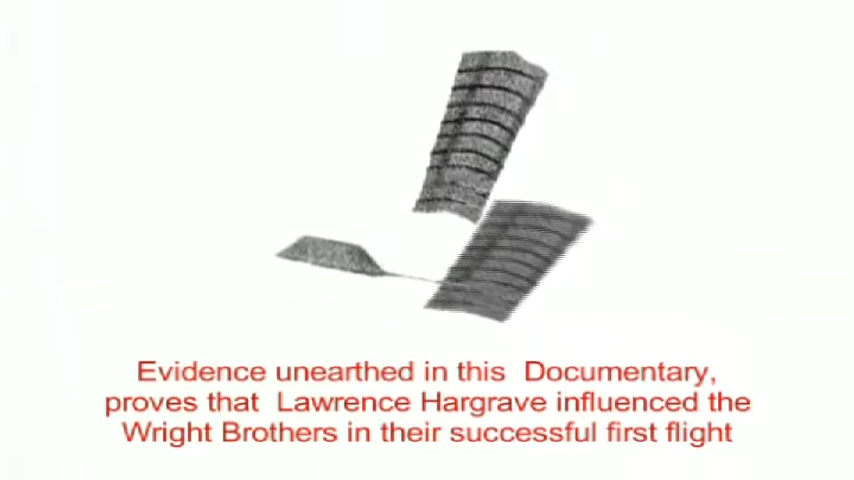 Evidence unearthed in this Documentary,
proves that Lawrence Hargrave influenced the
Wright Brothers in their successful first flight